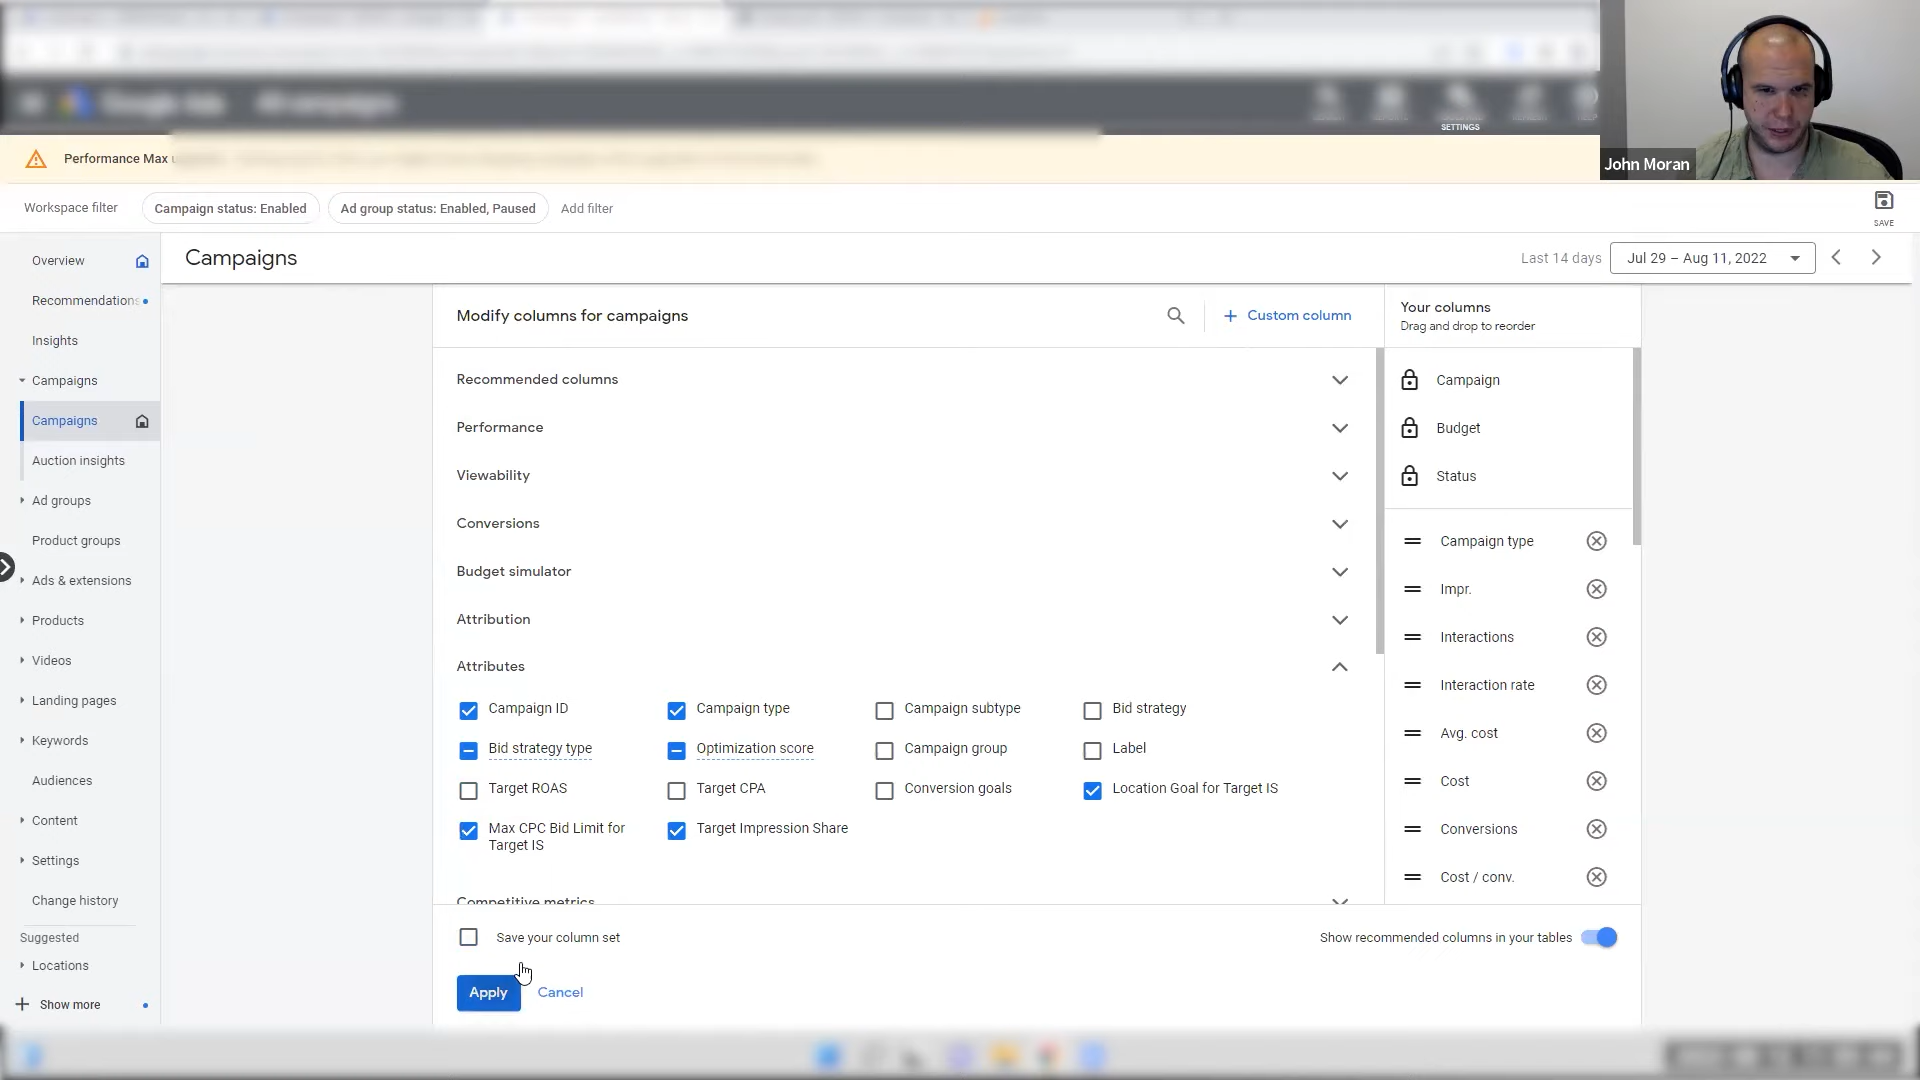 Google Ads
All campaigns
SETTINGS
John Moran
Performance Max
Workspace filter
Campaign status: Enabled
Ad group status: Enabled, Paused
Add filter
SAVE
Overview
Recommendations
Insights
Campaigns
Campaigns
Auction insights
Ad groups
Product groups
Ads & extensions
Products
Videos
Landing pages
Keywords
Audiences
Content
Settings
Change history
Suggested
Locations
Show more
Campaigns
Last 14 days
Jul 29 – Aug 11, 2022
Modify columns for campaigns
Custom column
Recommended columns
Performance
Viewability
Conversions
Budget simulator
Attribution
Attributes
Campaign ID
Campaign type
Campaign subtype
Bid strategy
Bid strategy type
Optimization score
Campaign group
Label
Target ROAS
Target CPA
Conversion goals
Location Goal for Target IS
Max CPC Bid Limit for
Target IS
Target Impression Share
Competitive metrics
Save your column set
Show recommended columns in your tables
Apply
Cancel
Your columns
Drag and drop to reorder
Campaign
Budget
Status
Campaign type
Impr.
Interactions
Interaction rate
Avg. cost
Cost
Conversions
Cost / conv.